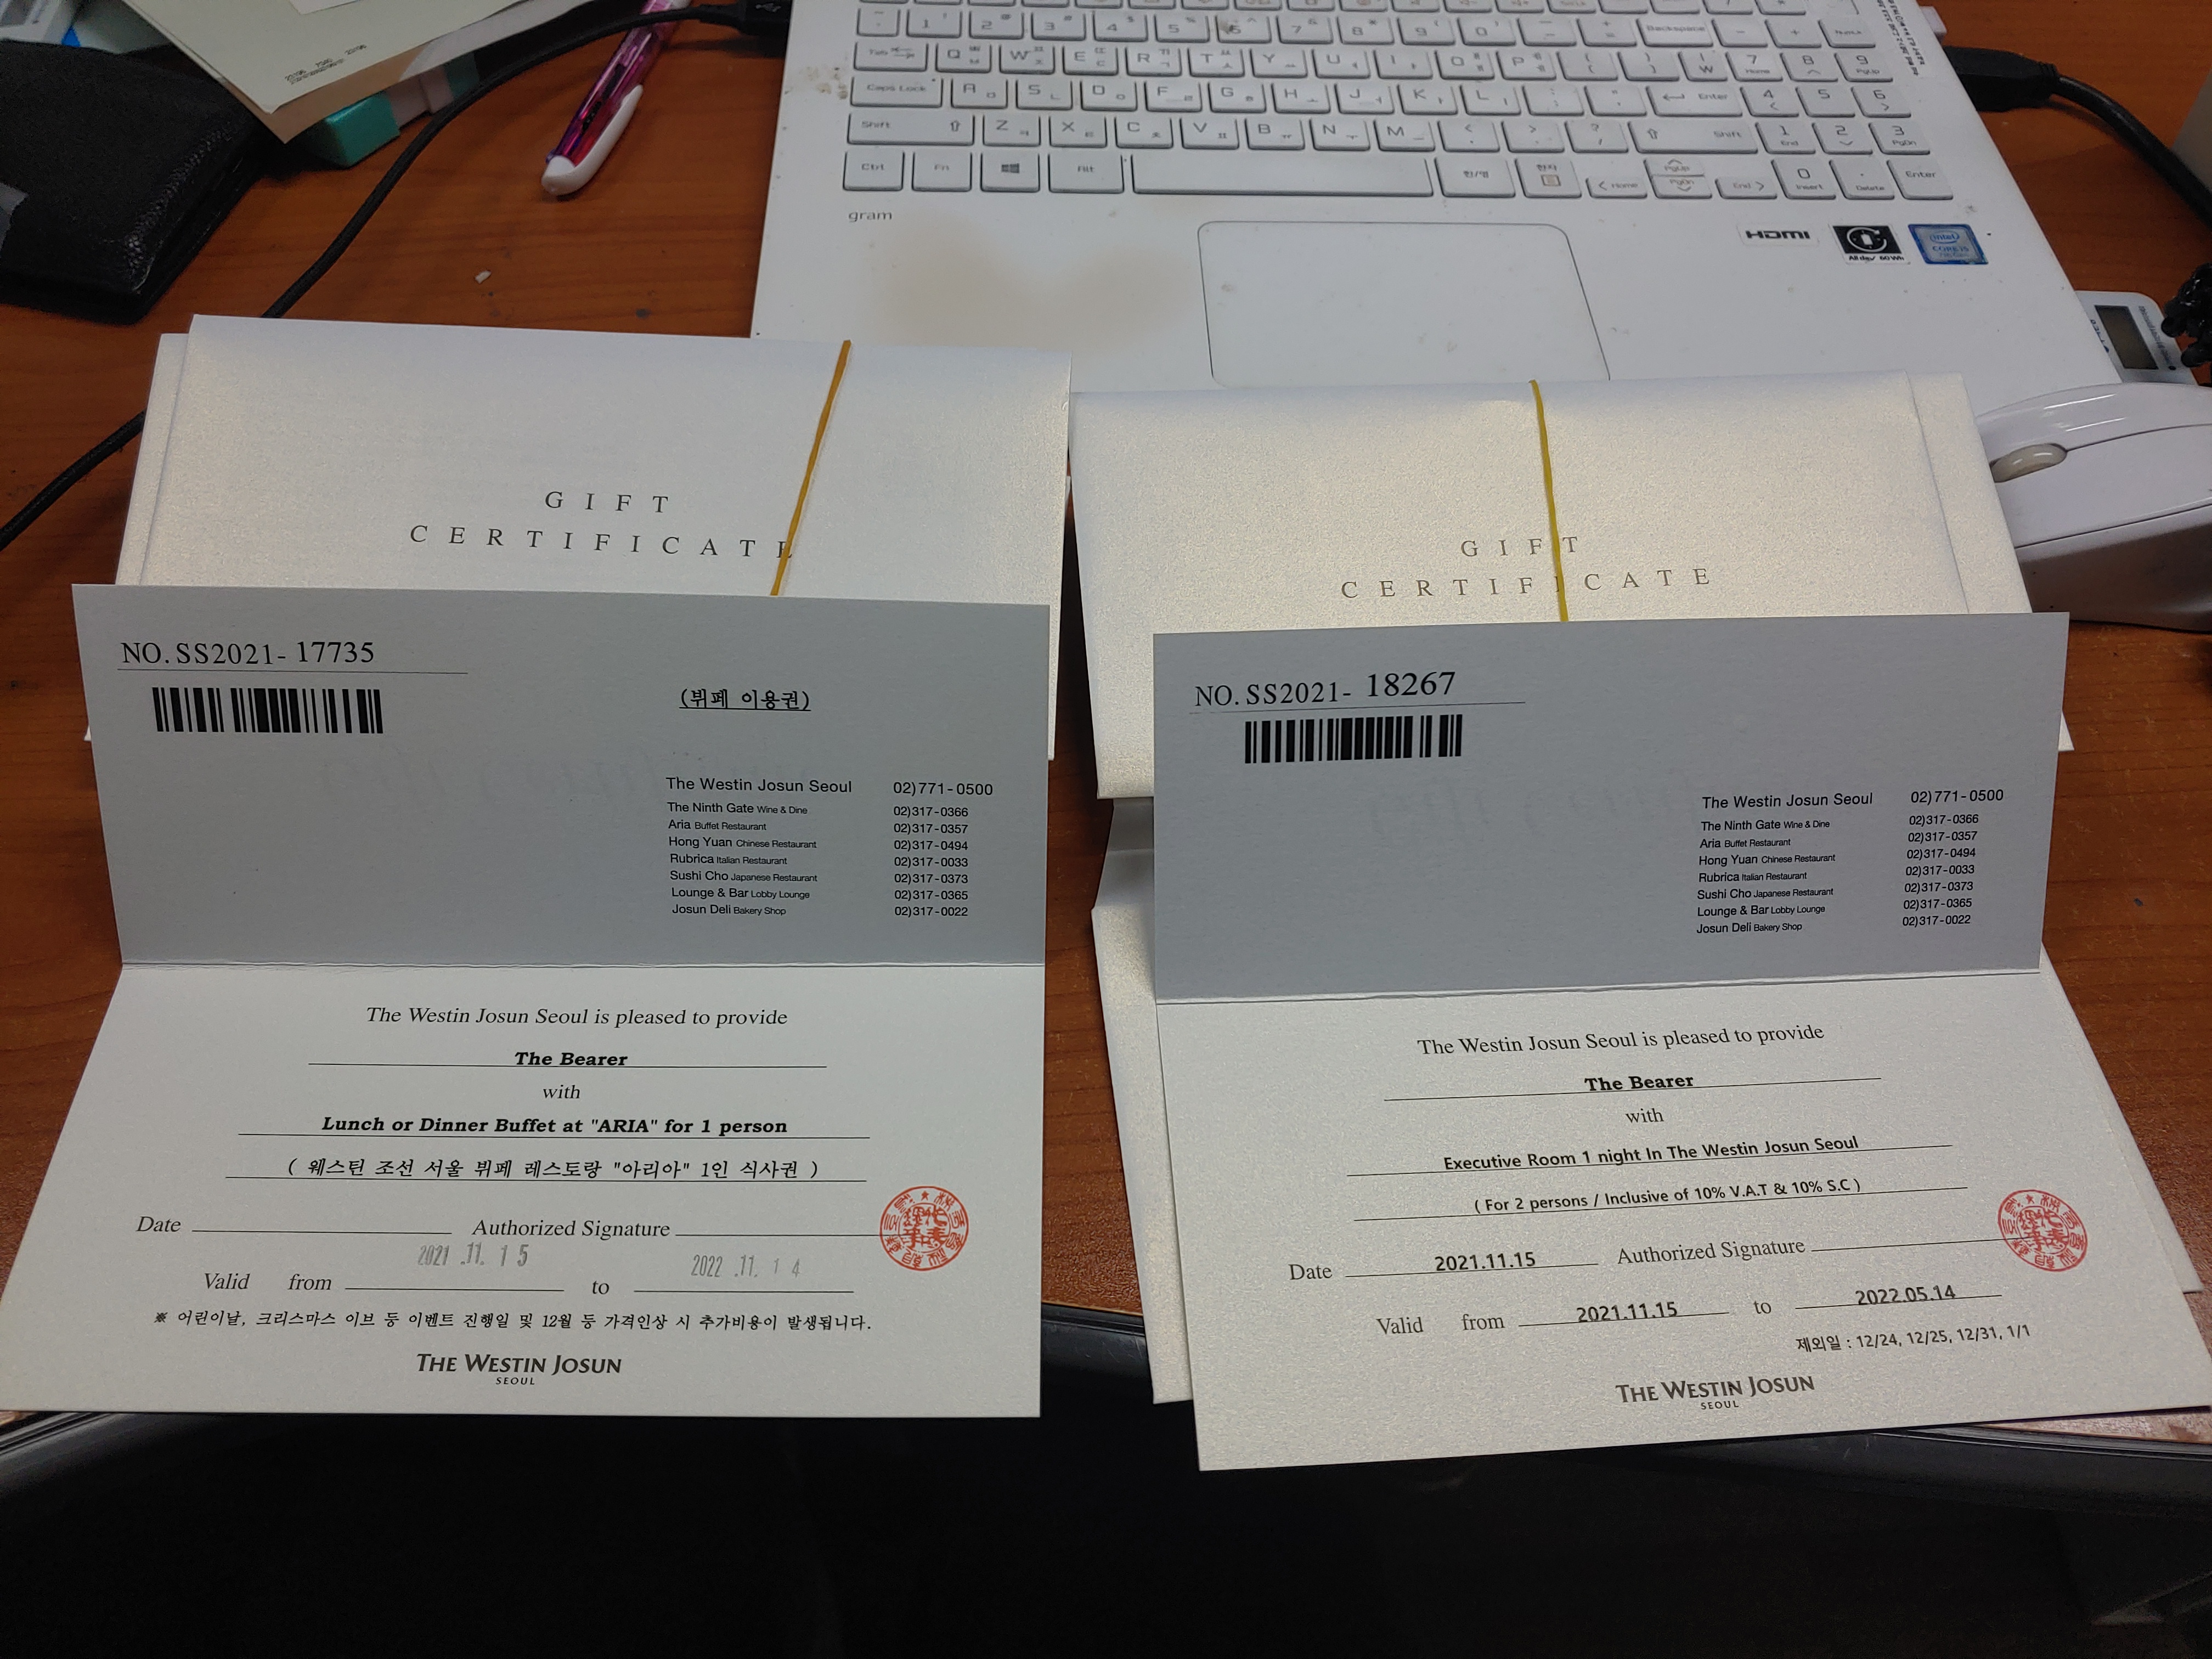 gram
HDMI
intel
CORE i5
All day 60Wh
GIFT
CERTIFICATE
NO. SS2021- 17735
(뷔페 이용권)
The Westin Josun Seoul 02)771-0500
The Ninth Gate Wine & Dine 02)317-0366
Aria Buffet Restaurant 02)317-0357
Hong Yuan Chinese Restaurant 02)317-0494
Rubrica Italian Restaurant 02)317-0033
Sushi Cho Japanese Restaurant 02)317-0373
Lounge & Bar Lobby Lounge 02)317-0365
Josun Deli Bakery Shop 02)317-0022
The Westin Josun Seoul is pleased to provide
The Bearer
with
Lunch or Dinner Buffet at "ARIA" for 1 person
( 웨스틴 조선 서울 뷔페 레스토랑 "아리아" 1인 식사권 )
Date Authorized Signature
2021 .11. 15 2022 .11. 14
Valid from to
※ 어린이날, 크리스마스 이브 등 이벤트 진행일 및 12월 등 가격인상 시 추가비용이 발생됩니다.
THE WESTIN JOSUN
SEOUL
GIFT
CERTIFICATE
NO. SS2021- 18267
The Westin Josun Seoul 02)771-0500
The Ninth Gate Wine & Dine 02)317-0366
Aria Buffet Restaurant 02)317-0357
Hong Yuan Chinese Restaurant 02)317-0494
Rubrica Italian Restaurant 02)317-0033
Sushi Cho Japanese Restaurant 02)317-0373
Lounge & Bar Lobby Lounge 02)317-0365
Josun Deli Bakery Shop 02)317-0022
The Westin Josun Seoul is pleased to provide
The Bearer
with
Executive Room 1 night In The Westin Josun Seoul
( For 2 persons / Inclusive of 10% V.A.T & 10% S.C )
Date 2021.11.15 Authorized Signature
Valid from 2021.11.15 to 2022.05.14
제외일 : 12/24, 12/25, 12/31, 1/1
THE WESTIN JOSUN
SEOUL